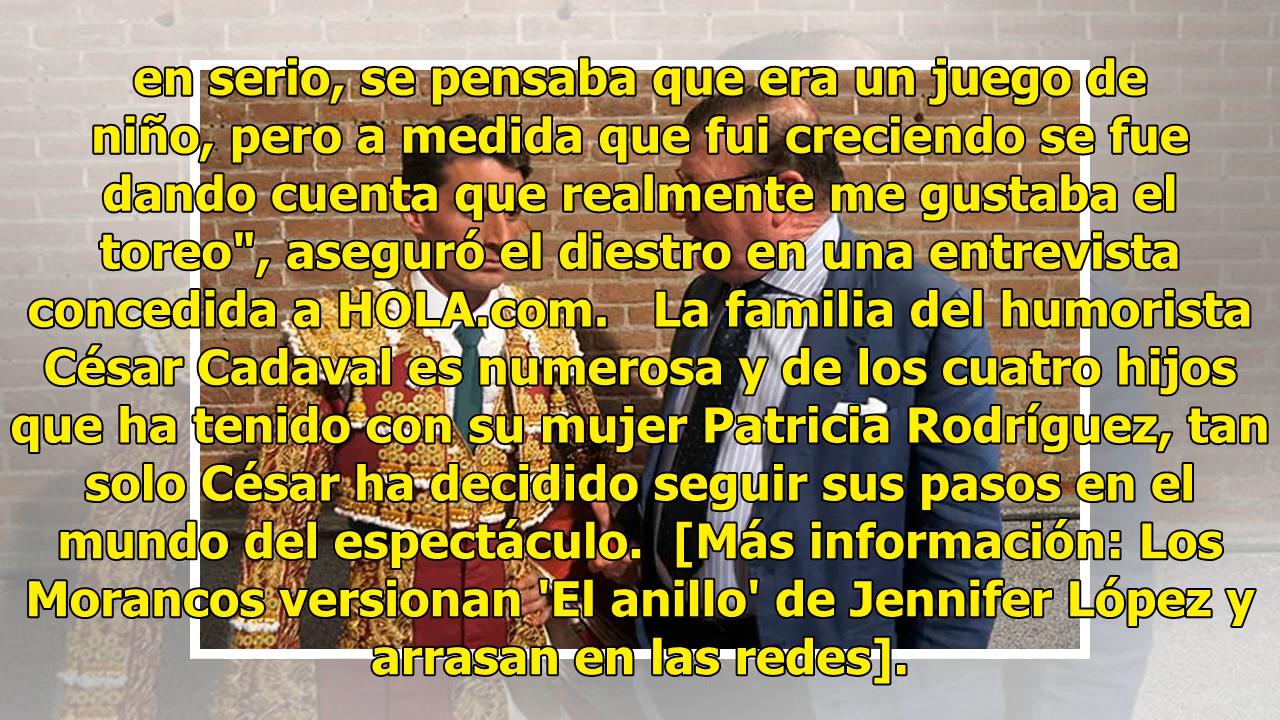 en serio, se pensaba que era un juego de
niño, pero a medida que fui creciendo se fue
dando cuenta que realmente me gustaba el
toreo", aseguró el diestro en una entrevista
concedida a HOLA.com.   La familia del humorista
César Cadaval es numerosa y de los cuatro hijos
que ha tenido con su mujer Patricia Rodríguez, tan
solo César ha decidido seguir sus pasos en el
mundo del espectáculo.  [Más información: Los
Morancos versionan 'El anillo' de Jennifer López y
arrasan en las redes].